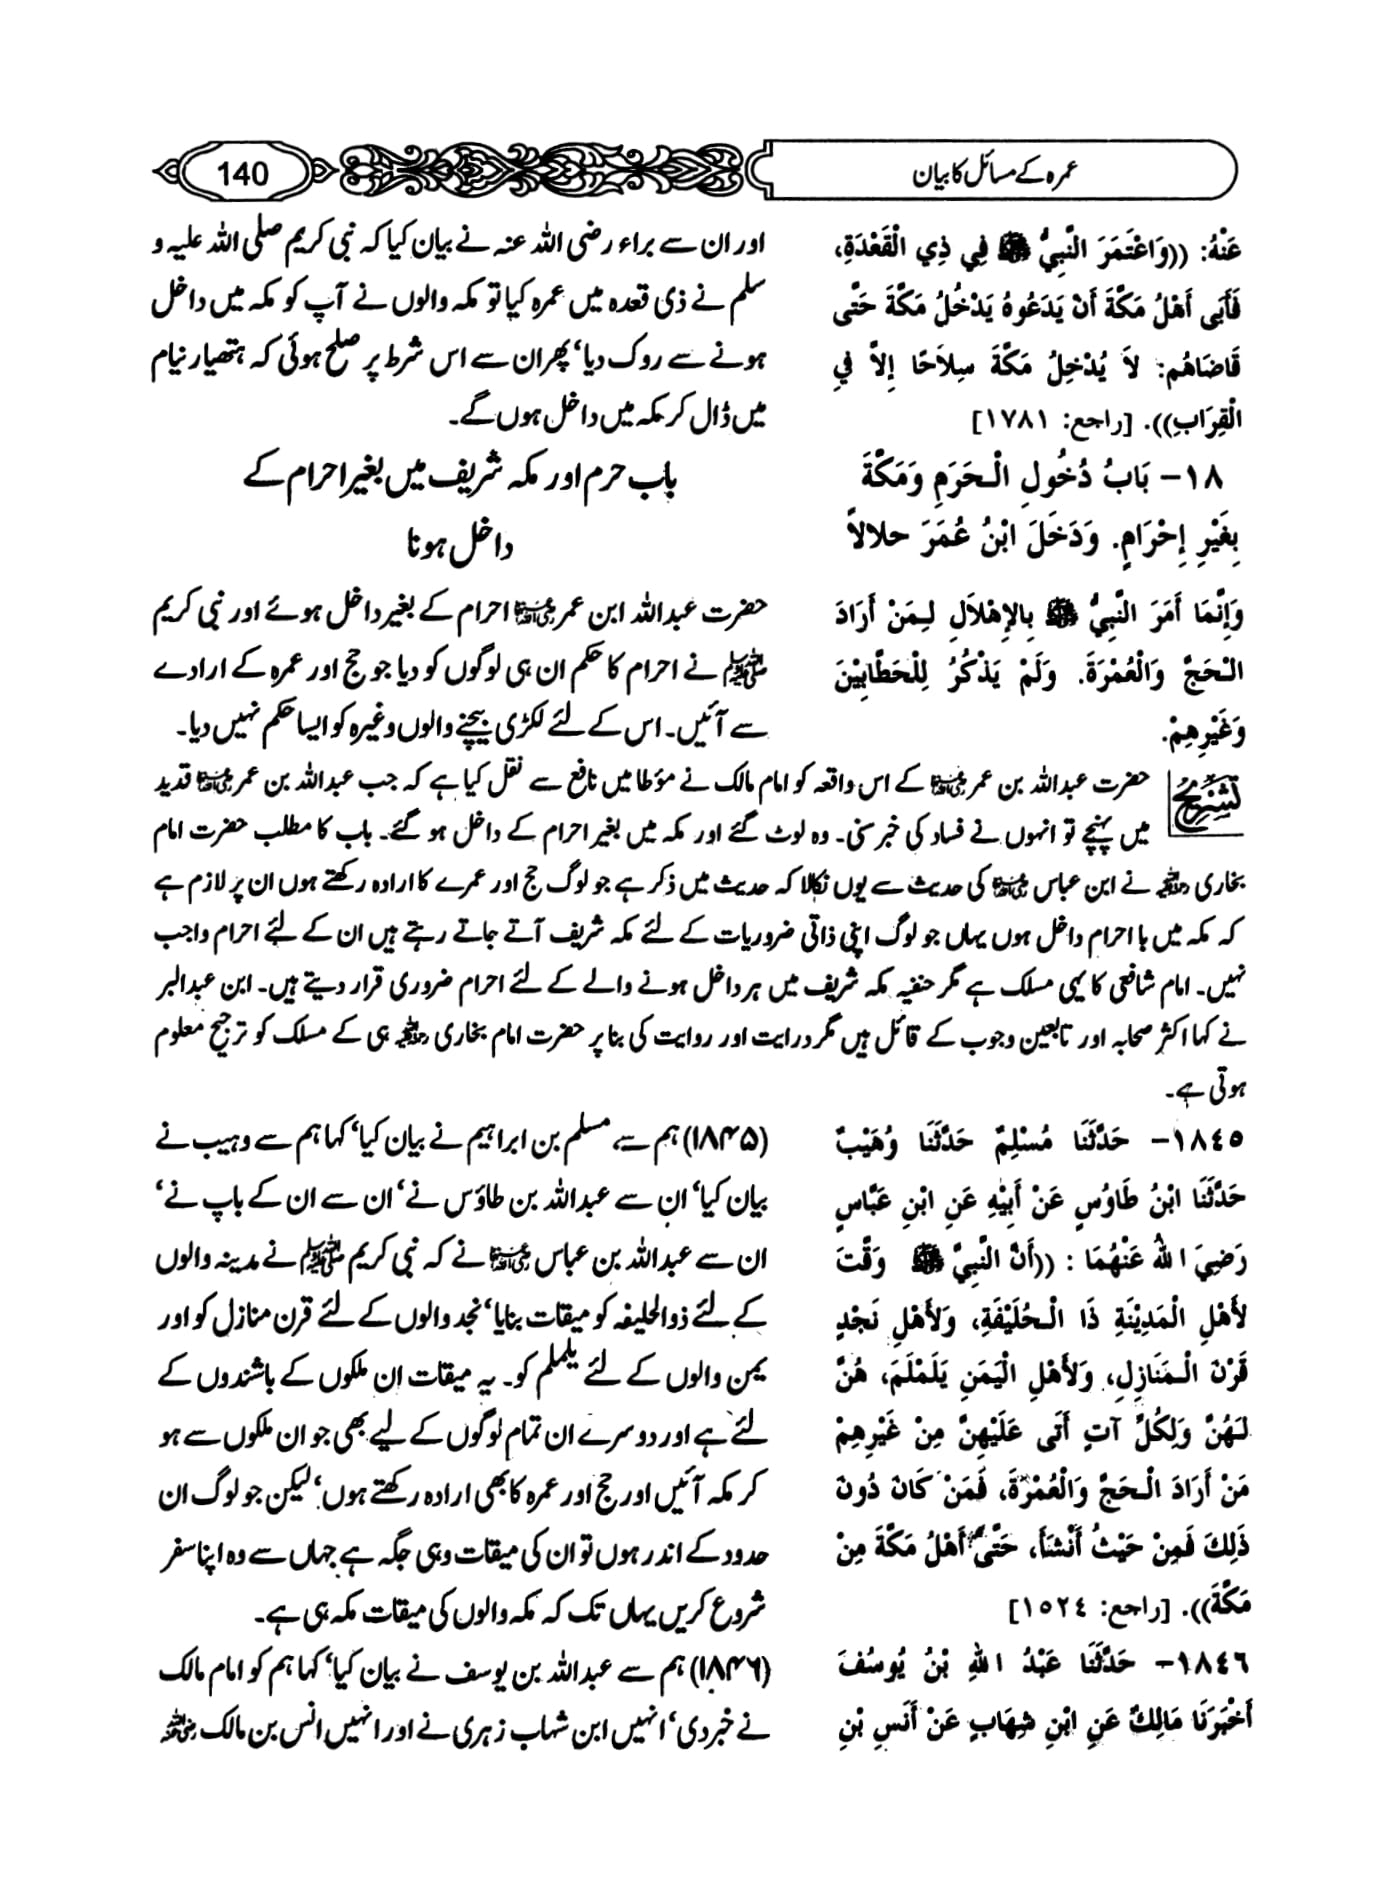 140
عمرہ کے مسائل کا بیان
عَنْهُ: ((وَاعْتَمَرَ النَّبِيُّ ﷺ فِي ذِي الْقَعْدَةِ،
فَأَبَى أَهْلُ مَكَّةَ أَنْ يَدَعُوهُ يَدْخُلُ مَكَّةَ حَتَّى
قَاضَاهُم: لاَ يُدْخِلُ مَكَّةَ سِلاَحًا إِلاَّ فِي
الْقِرَابِ)). [راجع: ١٧٨١]
اور ان سے براء رضی اللہ عنہ نے بیان کیا کہ نبی کریم صلی اللہ علیہ و
سلم نے ذی قعدہ میں عمرہ کیا تو مکہ والوں نے آپ کو مکہ میں داخل
ہونے سے روک دیا‘ پھر ان سے اس شرط پر صلح ہوئی کہ ہتھیار نیام
میں ڈال کر مکہ میں داخل ہوں گے۔
١٨- بَابُ دُخُولِ الْحَرَمِ وَمَكَّةَ
بِغَيْرِ إِحْرَامٍ. وَدَخَلَ ابْنُ عُمَرَ حلالاً
باب حرم اور مکہ شریف میں بغیر احرام کے
داخل ہونا
وَإِنَّمَا أَمَرَ النَّبِيُّ ﷺ بِالإِهْلاَلِ لِمَنْ أَرَادَ
الْحَجَّ وَالْعُمْرَةَ. وَلَمْ يَذْكُرْ لِلْحَطَّابِيْنَ
وَغَيْرِهِمْ.
حضرت عبداللہ ابن عمر رضی اللہ عنہما احرام کے بغیر داخل ہوئے اور نبی کریم
ﷺ نے احرام کا حکم ان ہی لوگوں کو دیا جو حج اور عمرہ کے ارادے
سے آئیں۔ اس کے لئے لکڑی بیچنے والوں وغیرہ کو ایسا حکم نہیں دیا۔
تشریح
حضرت عبداللہ بن عمر رضی اللہ عنہما کے اس واقعہ کو امام مالک نے مؤطا میں نافع سے نقل کیا ہے کہ جب عبداللہ بن عمر رضی اللہ عنہما قدید
میں پہنچے تو انہوں نے فساد کی خبر سنی۔ وہ لوٹ گئے اور مکہ میں بغیر احرام کے داخل ہو گئے۔ باب کا مطلب حضرت امام
بخاری رحمہ اللہ نے ابن عباس رضی اللہ عنہما کی حدیث سے یوں نکالا کہ حدیث میں ذکر ہے جو لوگ حج اور عمرے کا ارادہ رکھتے ہوں ان پر لازم ہے
کہ مکہ میں با احرام داخل ہوں یہاں جو لوگ اپنی ذاتی ضروریات کے لئے مکہ شریف آتے جاتے رہتے ہیں ان کے لئے احرام واجب
نہیں۔ امام شافعی کا یہی مسلک ہے مگر حنفیہ مکہ شریف میں ہر داخل ہونے والے کے لئے احرام ضروری قرار دیتے ہیں۔ ابن عبدالبر
نے کہا اکثر صحابہ اور تابعین وجوب کے قائل ہیں مگر درایت اور روایت کی بنا پر حضرت امام بخاری رحمہ اللہ ہی کے مسلک کو ترجیح معلوم
ہوتی ہے۔
١٨٤٥- حَدَّثَنَا مُسْلِمٌ حَدَّثَنَا وُهَيْبٌ
حَدَّثَنَا ابْنُ طَاوُسٍ عَنْ أَبِيْهِ عَنِ ابْنِ عَبَّاسٍ
رَضِيَ اللهُ عَنْهُمَا : ((أَنَّ النَّبِيَّ ﷺ وَقَّتَ
لأَهْلِ الْمَدِيْنَةِ ذَا الْحُلَيْفَةِ، وَلأَهْلِ نَجْدٍ
قَرْنَ الْمَنَازِلِ، وَلأَهْلِ الْيَمَنِ يَلَمْلَمَ، هُنَّ
لَهُنَّ وَلِكُلِّ آتٍ أَتَى عَلَيْهِنَّ مِنْ غَيْرِهِمْ
مَنْ أَرَادَ الْحَجَّ وَالْعُمْرَةَ، فَمَنْ كَانَ دُونَ
ذَلِكَ فَمِنْ حَيْثُ أَنْشَأَ، حَتَّى أَهْلُ مَكَّةَ مِنْ
مَكَّةَ)). [راجع: ١٥٢٤]
(۱۸۴۵) ہم سے مسلم بن ابراہیم نے بیان کیا‘ کہا ہم سے وہیب نے
بیان کیا‘ ان سے عبداللہ بن طاؤس نے‘ ان سے ان کے باپ نے‘
ان سے عبداللہ بن عباس رضی اللہ عنہما نے کہ نبی کریم ﷺ نے مدینہ والوں
کے لئے ذوالحلیفہ کو میقات بنایا‘ نجد والوں کے لئے قرن منازل کو اور
یمن والوں کے لئے یلملم کو۔ یہ میقات ان ملکوں کے باشندوں کے
لئے ہے اور دوسرے ان تمام لوگوں کے لیے بھی جو ان ملکوں سے ہو
کر مکہ آئیں اور حج اور عمرہ کا بھی ارادہ رکھتے ہوں‘ لیکن جو لوگ ان
حدود کے اندر ہوں تو ان کی میقات وہی جگہ ہے جہاں سے وہ اپنا سفر
شروع کریں یہاں تک کہ مکہ والوں کی میقات مکہ ہی ہے۔
١٨٤٦- حَدَّثَنَا عَبْدُ اللهِ بْنُ يُوسُفَ
أَخْبَرَنَا مَالِكٌ عَنِ ابْنِ شِهَابٍ عَنْ أَنَسِ بْنِ
(۱۸۴۶) ہم سے عبداللہ بن یوسف نے بیان کیا‘ کہا ہم کو امام مالک
نے خبر دی‘ انہیں ابن شہاب زہری نے اور انہیں انس بن مالک رضی اللہ عنہ